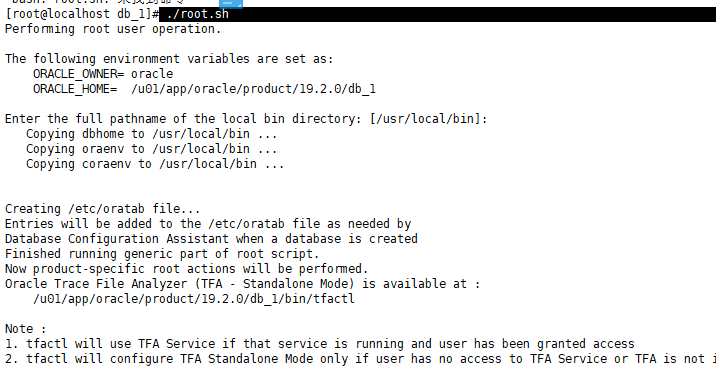 bash: root.sh: 未找到命令
[root@localhost db_1]# ./root.sh
Performing root user operation.
The following environment variables are set as:
ORACLE_OWNER= oracle
ORACLE_HOME= /u01/app/oracle/product/19.2.0/db_1
Enter the full pathname of the local bin directory: [/usr/local/bin]:
Copying dbhome to /usr/local/bin ...
Copying oraenv to /usr/local/bin ...
Copying coraenv to /usr/local/bin ...
Creating /etc/oratab file...
Entries will be added to the /etc/oratab file as needed by
Database Configuration Assistant when a database is created
Finished running generic part of root script.
Now product-specific root actions will be performed.
Oracle Trace File Analyzer (TFA - Standalone Mode) is available at :
/u01/app/oracle/product/19.2.0/db_1/bin/tfactl
Note :
1. tfactl will use TFA Service if that service is running and user has been granted access
2. tfactl will configure TFA Standalone Mode only if user has no access to TFA Service or TFA is not